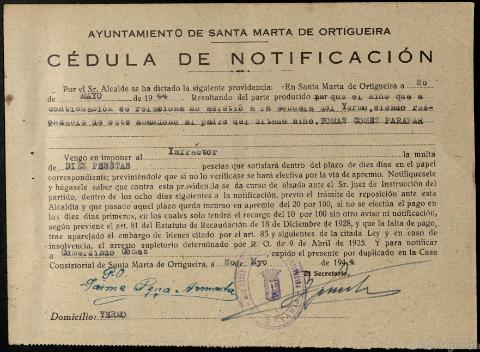 AYUNTAMIENTO DE SANTA MARTA DE ORTIGUEIRA
CÉDULA DE NOTIFICACIÓN
Por el Sr. Alcalde se ha dictado la siguiente providencia: «En Santa Marta de Ortigueira a 20
de MAYO de 1944. Resultando del parte producido por que el niño que a
continuación se relaciona no asistió a la escuela del Yermo, siendo
de este abandono el padre del citado niño. TOMAS GOMEZ PARAPAR
Vengo en imponer al Infractor la multa
de DIEZ PESETAS pesetas que satisfará dentro del plazo de diez días en el papel
correspondiente; previniéndole que si no lo verificase se hará efectiva por la vía de apremio. Notifíquesele
y hágasele saber que contra esta providencia se da curso de alzada ante el Sr. Juez de Instrucción del
partido, dentro de los ocho días siguientes a la notificación, previo el trámite de reposición ante esta
Alcaldía y que pasado aquel plazo queda incurso en apremio del 20 por 100, si no se efectúa el pago en
los diez días primeros, en los cuales solo tendrá el recargo del 10 por 100 sin otro aviso ni notificación,
según previene el art. 81 del Estatuto de Recaudación de 18 de Diciembre de 1928, y que la falta de pago,
trae aparejado el embargo de bienes citado por el art. 85 y siguientes de la citada Ley y en caso de
insolvencia, el arresto supletorio determinado por R. O. de 9 de Abril de 1925. Y para notificar
a Gumersindo Gomez, expido el presente por duplicado en la Casa
Consistorial de Santa Marta de Ortigueira, a 20 de Myo de 1944
El Secretario,
P.O.
Jaime Armada
Domicilio: YERMO